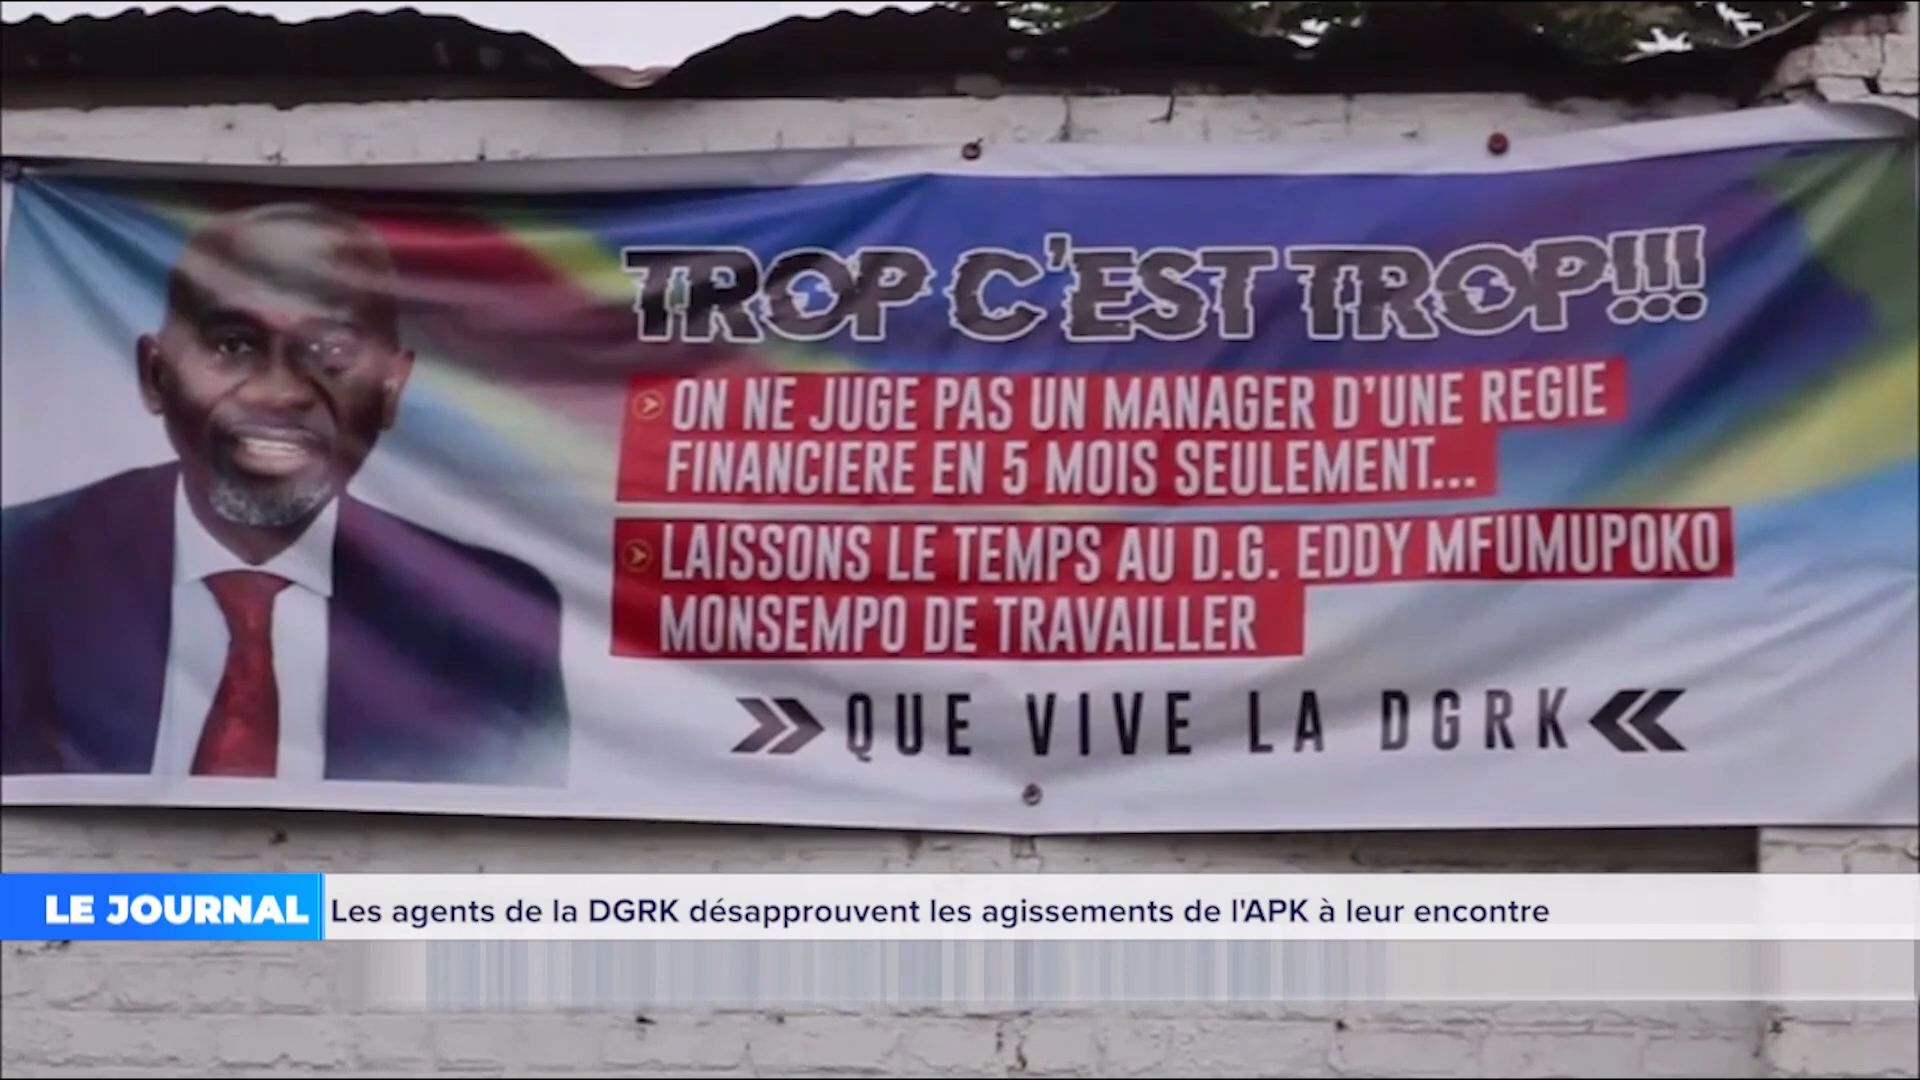 TROP C'EST TROP!!!
ON NE JUGE PAS UN MANAGER D'UNE REGIE
FINANCIERE EN 5 MOIS SEULEMENT...
LAISSONS LE TEMPS AU D.G. EDDY MFUMUPOKO
MONSEMPO DE TRAVAILLER
QUE VIVE LA DGRK
LE JOURNAL
Les agents de la DGRK désapprouvent les agissements de l'APK à leur encontre